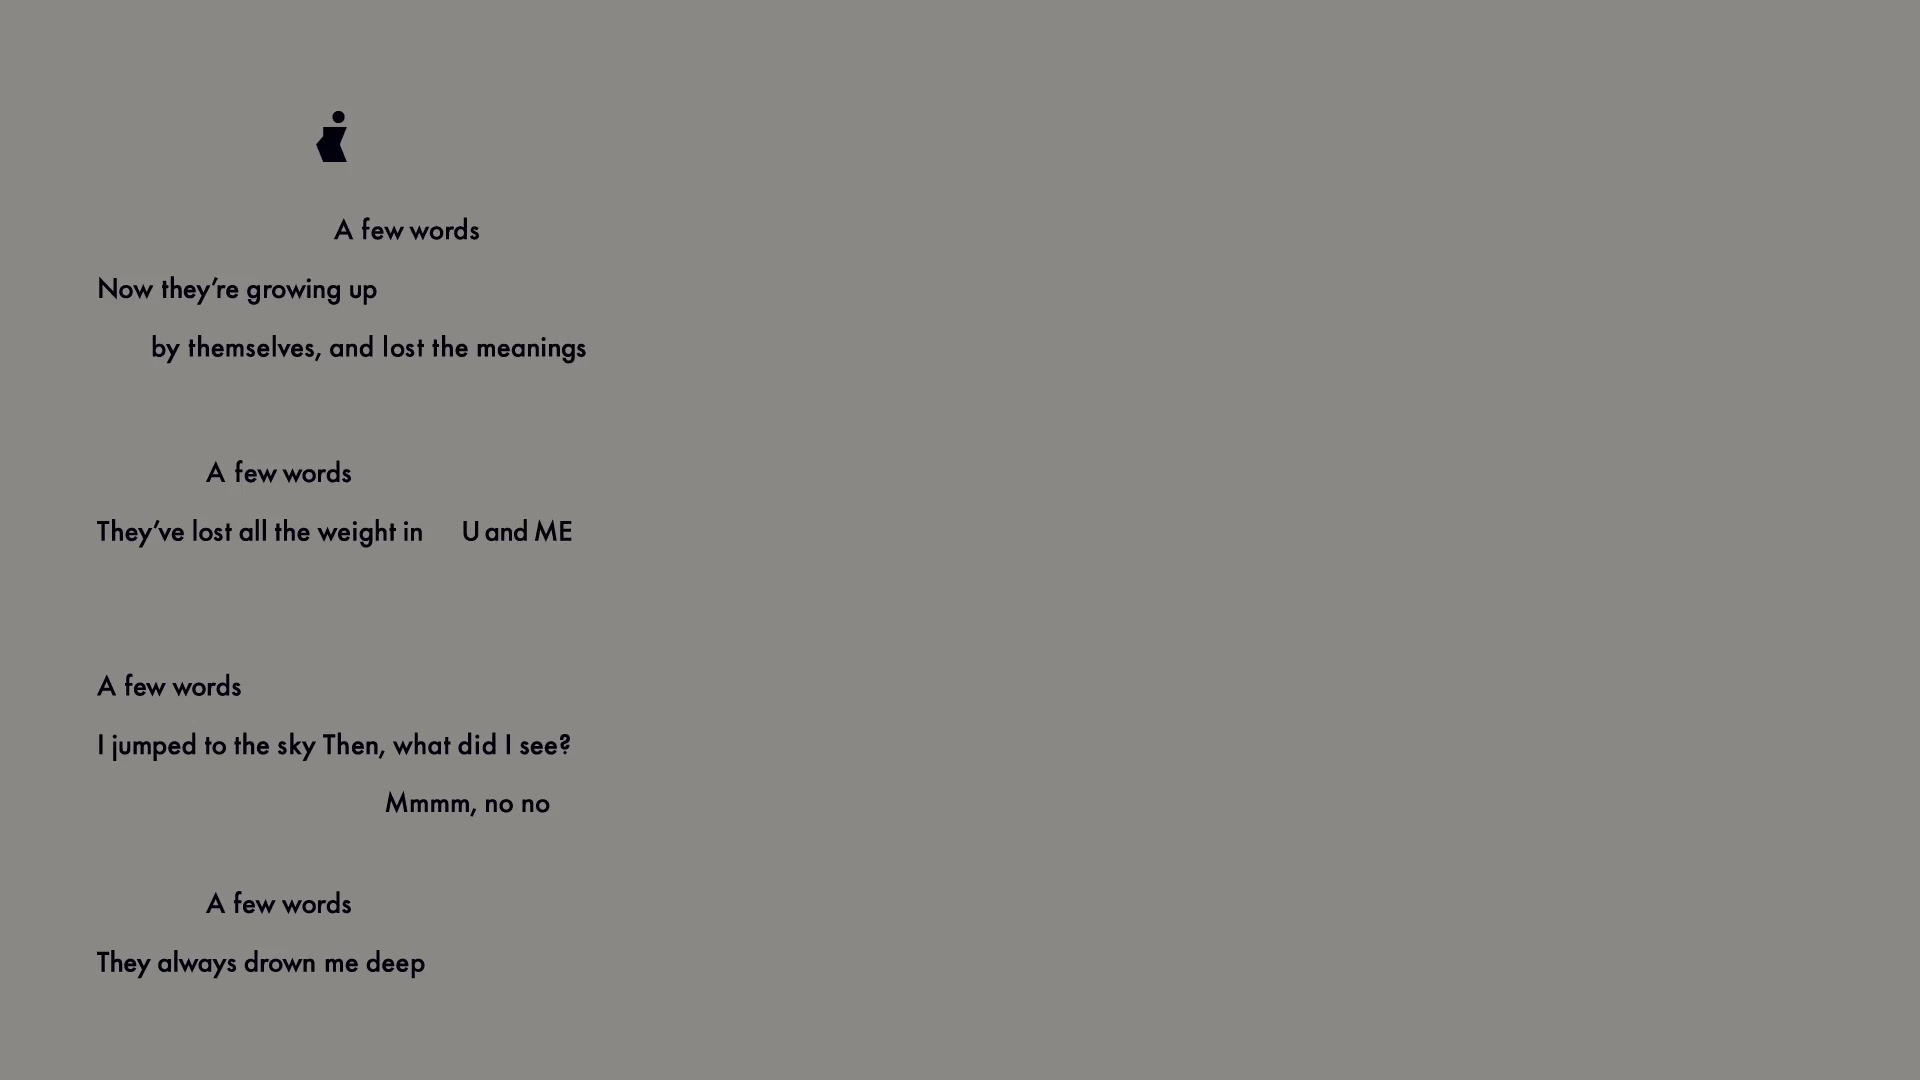 A few words
Now they’re growing up
by themselves, and lost the meanings
A few words
They’ve lost all the weight in U and ME
A few words
I jumped to the sky Then, what did I see?
Mmmm, no no
A few words
They always drown me deep